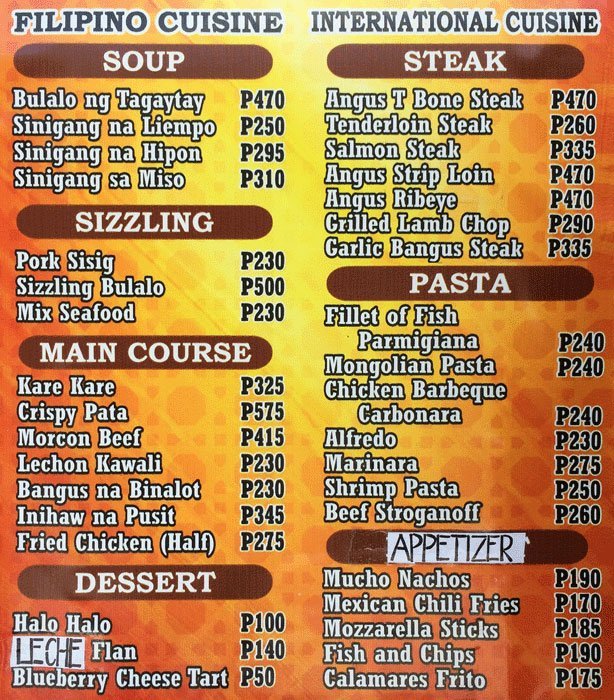 FILIPINO CUISINE
SOUP
Bulalo ng Tagaytay P470
Sinigang na Liempo P250
Sinigang na Hipon P295
Sinigang sa Miso P310
SIZZLING
Pork Sisig P230
Sizzling Bulalo P500
Mix Seafood P230
MAIN COURSE
Kare Kare P325
Crispy Pata P575
Morcon Beef P415
Lechon Kawali P230
Bangus na Binalot P230
Inihaw na Pusit P345
Fried Chicken (Half) P275
DESSERT
Halo Halo P100
LECHE Flan P140
Blueberry Cheese Tart P50
INTERNATIONAL CUISINE
STEAK
Angus T Bone Steak P470
Tenderloin Steak P260
Salmon Steak P335
Angus Strip Loin P470
Angus Ribeye P470
Grilled Lamb Chop P290
Garlic Bangus Steak P335
PASTA
Fillet of Fish
Parmigiana P240
Mongolian Pasta P240
Chicken Barbeque
Carbonara P240
Alfredo P230
Marinara P275
Shrimp Pasta P250
Beef Stroganoff P260
APPETIZER
Mucho Nachos P190
Mexican Chili Fries P170
Mozzarella Sticks P185
Fish and Chips P190
Calamares Frito P175